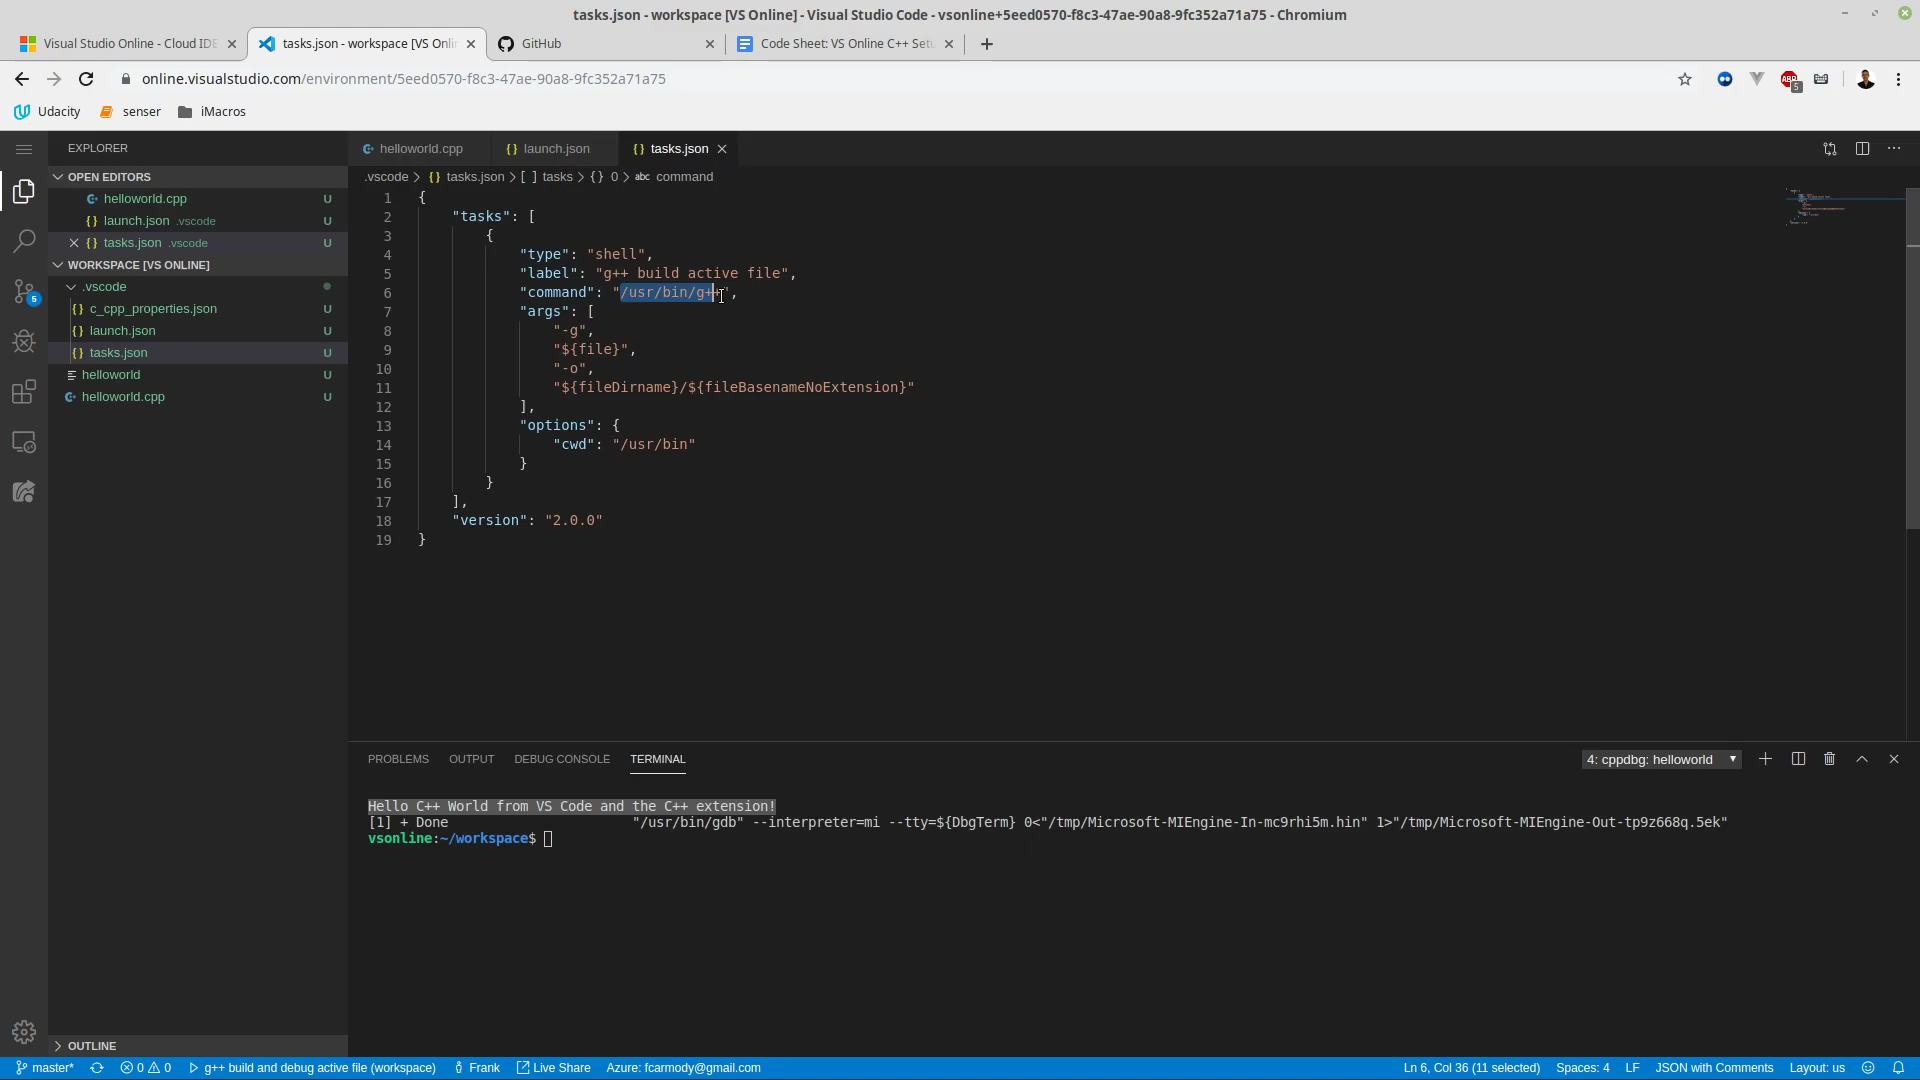 tasks.json - workspace [VS Online] - Visual Studio Code - vsonline+5eed0570-f8c3-47ae-90a8-9fc352a71a75 - Chromium
Visual Studio Online - Cloud IDE
tasks.json - workspace [VS Onli
GitHub
Code Sheet: VS Online C++ Setu
online.visualstudio.com/environment/5eed0570-f8c3-47ae-90a8-9fc352a71a75
ABP
5
Udacity
senser
iMacros
EXPLORER
helloworld.cpp
{} launch.json
{} tasks.json
OPEN EDITORS
helloworld.cpp U
{} launch.json .vscode U
{} tasks.json .vscode U
WORKSPACE [VS ONLINE]
.vscode
{} c_cpp_properties.json U
{} launch.json U
{} tasks.json U
helloworld U
helloworld.cpp U
5
OUTLINE
.vscode > {} tasks.json > [ ] tasks > {} 0 > abc command
1 {
2 "tasks": [
3 {
4 "type": "shell",
5 "label": "g++ build active file",
6 "command": "/usr/bin/g++",
7 "args": [
8 "-g",
9 "${file}",
10 "-o",
11 "${fileDirname}/${fileBasenameNoExtension}"
12 ],
13 "options": {
14 "cwd": "/usr/bin"
15 }
16 }
17 ],
18 "version": "2.0.0"
19 }
PROBLEMS OUTPUT DEBUG CONSOLE TERMINAL
4: cppdbg: helloworld
Hello C++ World from VS Code and the C++ extension!
[1] + Done "/usr/bin/gdb" --interpreter=mi --tty=${DbgTerm} 0<"/tmp/Microsoft-MIEngine-In-mc9rhi5m.hin" 1>"/tmp/Microsoft-MIEngine-Out-tp9z668q.5ek"
vsonline:~/workspace$
master* 0 0 g++ build and debug active file (workspace) Frank Live Share Azure: fcarmody@gmail.com Ln 6, Col 36 (11 selected) Spaces: 4 LF JSON with Comments Layout: us